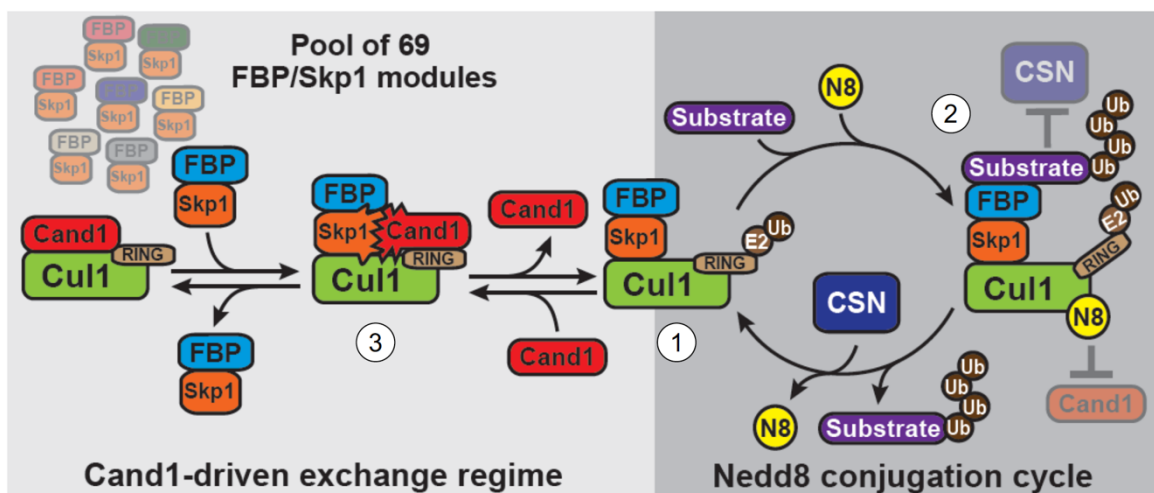 Pool of 69
FBP/Skp1 modules
FBP
Skp1
Skp1
FBP
Skp1
Skp1
FBP
Skp1
FBP
Skp1
FBP
Skp1
FBP
Skp1
Cand1
RING
Cul1
FBP
Skp1
FBP
Skp1
Cand1
RING
Cul1
3
Cand1
Cand1
FBP
Skp1
RING
E2
Ub
Cul1
1
Substrate
N8
2
CSN
Ub
Ub
Ub
Ub
Substrate
FBP
Skp1
Ub
E2
RING
Cul1
N8
Cand1
CSN
N8
Substrate
Ub
Ub
Ub
Ub
Cand1-driven exchange regime
Nedd8 conjugation cycle